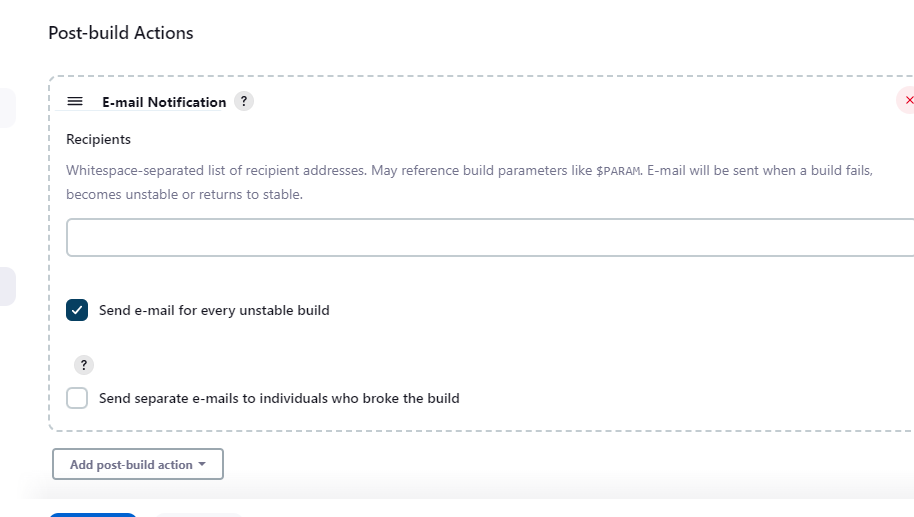 Post-build Actions
E-mail Notification ?
Recipients
Whitespace-separated list of recipient addresses. May reference build parameters like $PARAM. E-mail will be sent when a build fails,
becomes unstable or returns to stable.
Send e-mail for every unstable build
?
Send separate e-mails to individuals who broke the build
Add post-build action